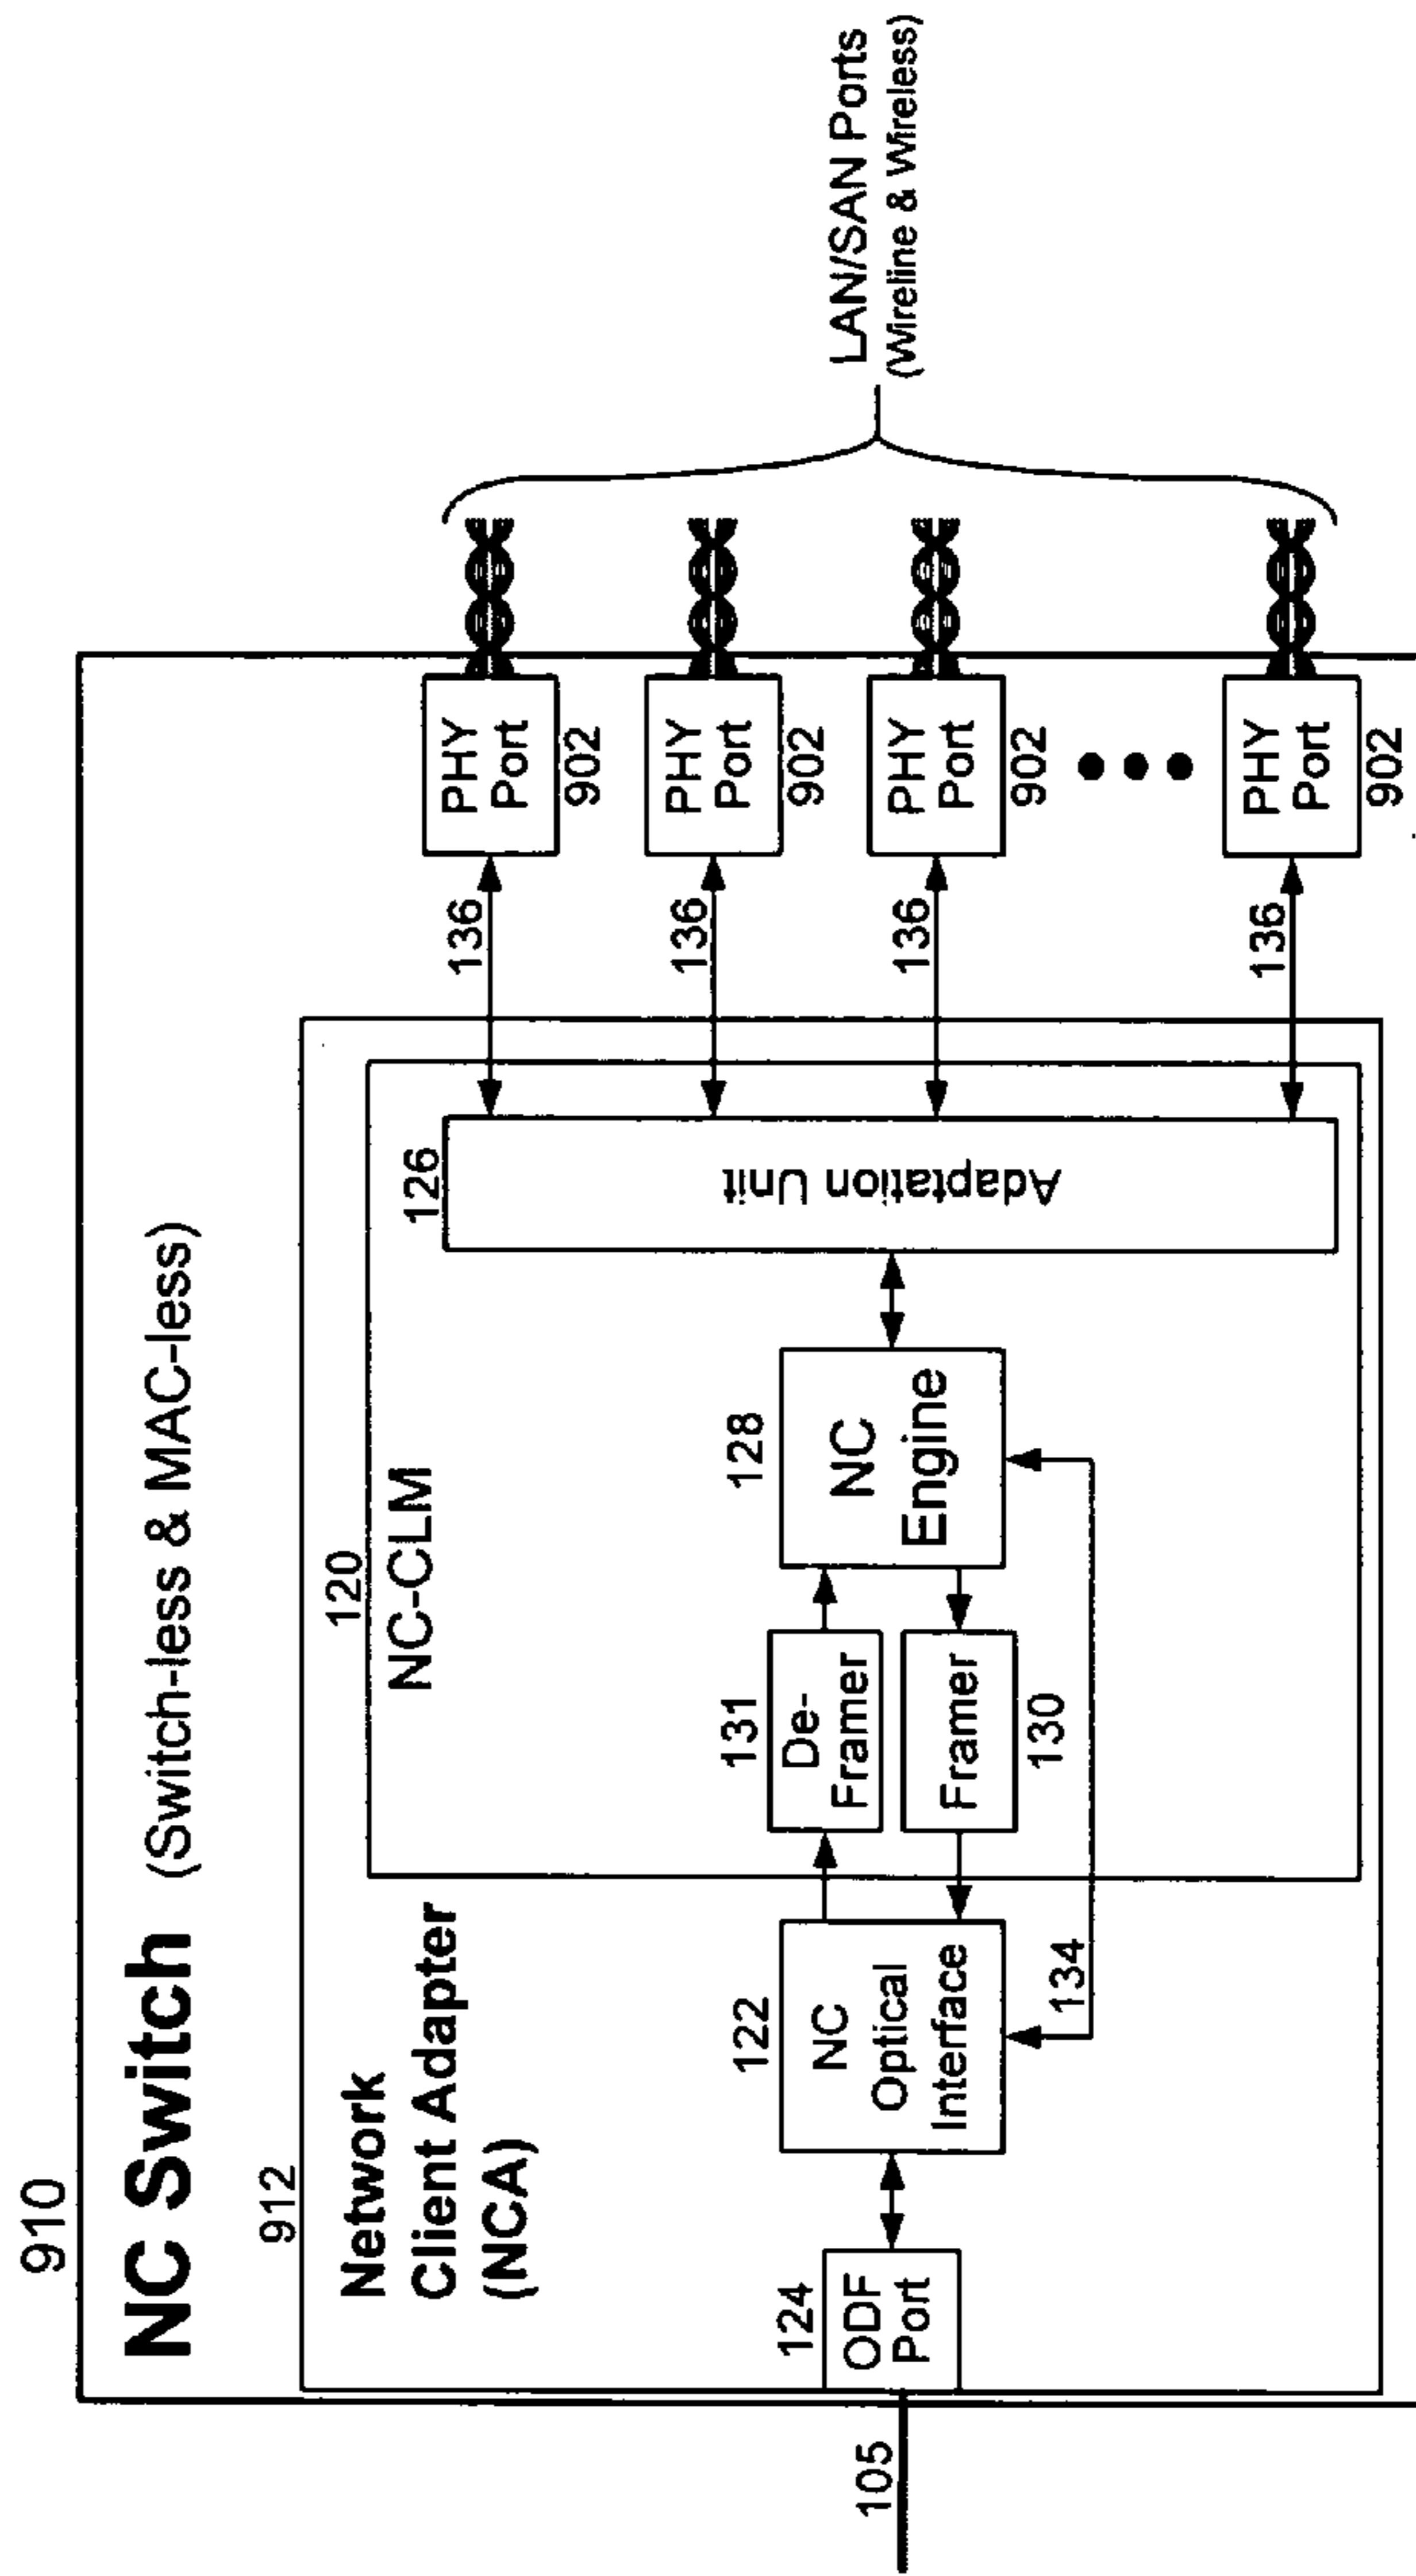 910
NC Switch (Switch-less & MAC-less)
912
Network
Client Adapter
(NCA)
120
NC-CLM
105
124
ODF
Port
122
NC
Optical
Interface
134
131
De-
Framer
Framer
130
128
NC
Engine
126
Adaptation Unit
136
PHY
Port
902
136
PHY
Port
902
136
PHY
Port
902
136
PHY
Port
902
LAN/SAN Ports
(Wireline & Wireless)